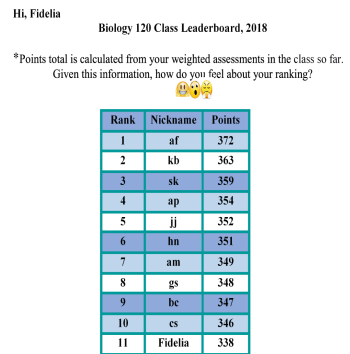 Hi, Fidelia
Biology 120 Class Leaderboard, 2018
*Points total is calculated from your weighted assessments in the class so far.
Given this information, how do you feel about your ranking?
Rank Nickname Points
1 af 372
2 kb 363
3 sk 359
4 ap 354
5 jj 352
6 hn 351
7 am 349
8 gs 348
9 bc 347
10 cs 346
11 Fidelia 338